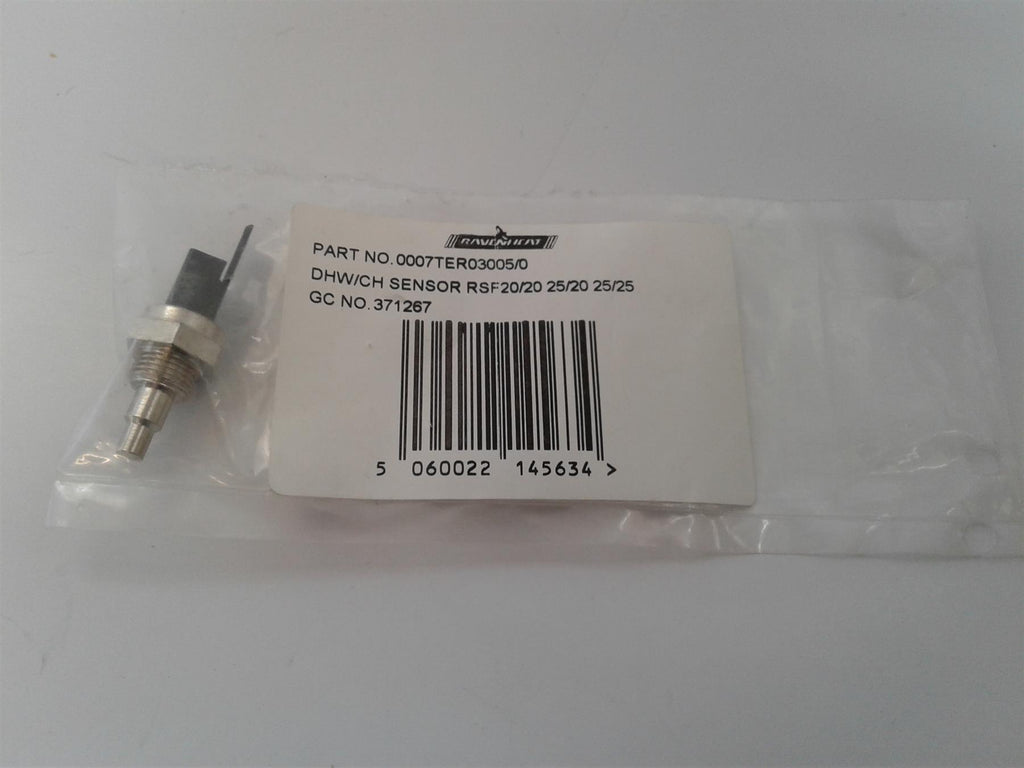 RAVENHEAT
PART NO. 0007TER03005/0
DHW/CH SENSOR RSF20/20 25/20 25/25
GC NO. 371267
5 060022 145634 >